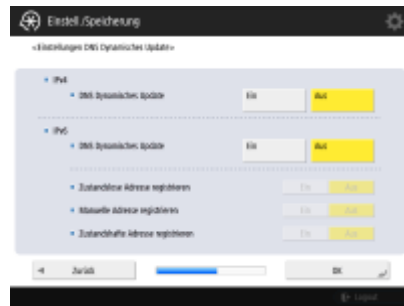 Einstell./Speicherung
<Einstellungen DNS Dynamisches Update>
IPv4
DNS Dynamisches Update
Ein
Aus
IPv6
DNS Dynamisches Update
Ein
Aus
Zustandslose Adresse registrieren
Ein
Aus
Manuelle Adresse registrieren
Ein
Aus
Zustandshafte Adresse registrieren
Ein
Aus
Zurück
OK
Logout